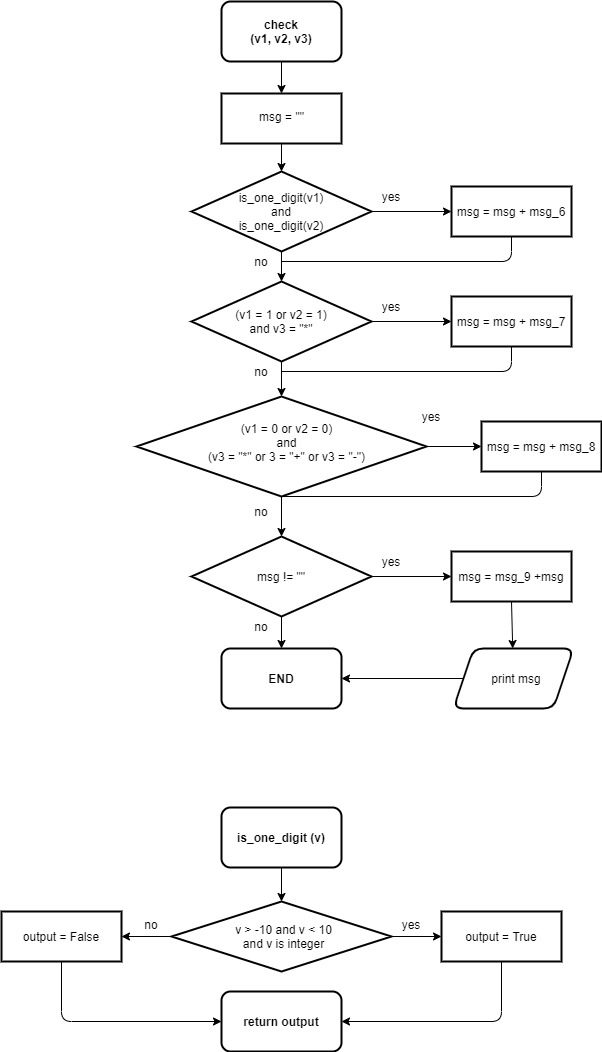 check
(v1, v2, v3)
msg = ""
is_one_digit(v1)
and
is_one_digit(v2)
yes
msg = msg + msg_6
no
(v1 = 1 or v2 = 1)
and v3 = "*"
yes
msg = msg + msg_7
no
(v1 = 0 or v2 = 0)
and
(v3 = "*" or 3 = "+" or v3 = "-")
yes
msg = msg + msg_8
no
msg != ""
yes
msg = msg_9 +msg
no
END
print msg
is_one_digit (v)
v > -10 and v < 10
and v is integer
no
output = False
yes
output = True
return output